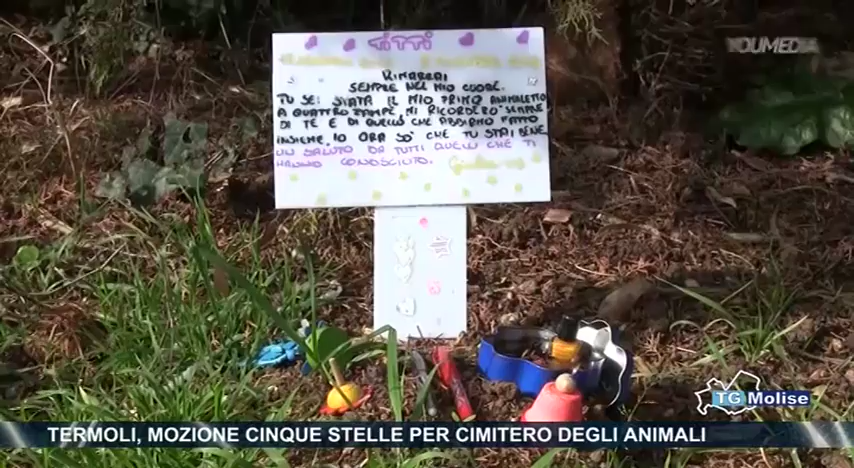 TITTI
YOUMEDIA
RIMARRAI
SEMPRE NEL MIO CUORE.
TU SEI STATA IL MIO PRIMO ANIMALETTO
A QUATTRO ZAMPE. MI RICORDERÒ SEMPRE
DI TE E DI QUELLO CHE ABBIAMO FATTO
INSIEME. IO ORA SO CHE TU STAI BENE
UN SALUTO DA TUTTI QUELLI CHE TI
HANNO CONOSCIUTO.
TG Molise
TERMOLI, MOZIONE CINQUE STELLE PER CIMITERO DEGLI ANIMALI